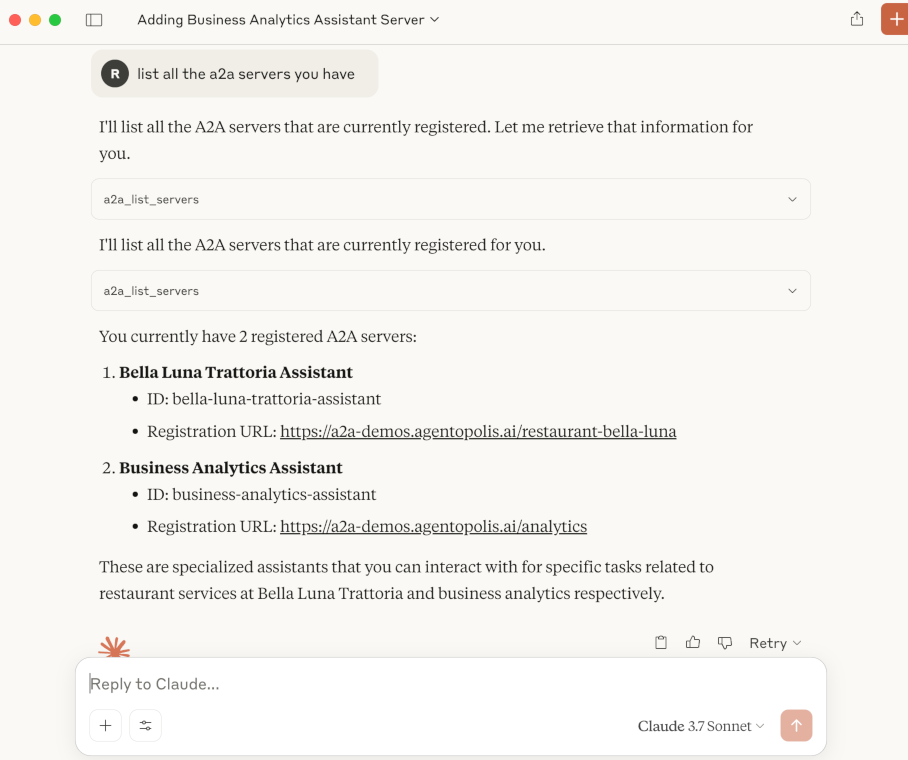 Adding Business Analytics Assistant Server
R list all the a2a servers you have
I'll list all the A2A servers that are currently registered. Let me retrieve that information for
you.
a2a_list_servers
I'll list all the A2A servers that are currently registered for you.
a2a_list_servers
You currently have 2 registered A2A servers:
1. Bella Luna Trattoria Assistant
• ID: bella-luna-trattoria-assistant
• Registration URL: https://a2a-demos.agentopolis.ai/restaurant-bella-luna
2. Business Analytics Assistant
• ID: business-analytics-assistant
• Registration URL: https://a2a-demos.agentopolis.ai/analytics
These are specialized assistants that you can interact with for specific tasks related to
restaurant services at Bella Luna Trattoria and business analytics respectively.
Retry
Reply to Claude...
Claude 3.7 Sonnet